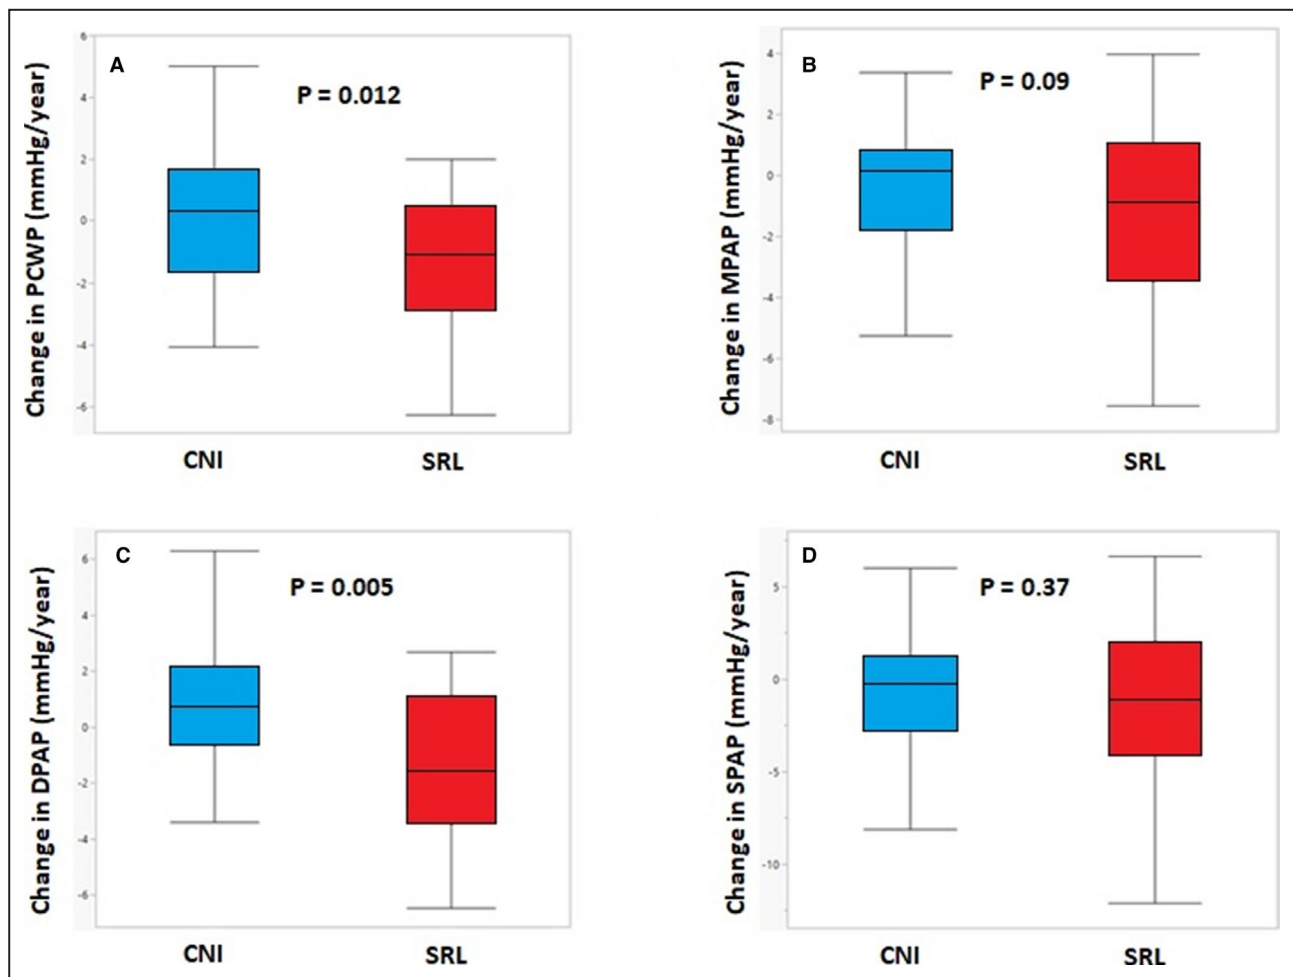 A
P = 0.012
Change in PCWP (mmHg/year)
6
4
2
0
-2
-4
-6
CNI
SRL
B
P = 0.09
Change in MPAP (mmHg/year)
4
2
0
-2
-4
-6
-8
CNI
SRL
C
P = 0.005
Change in DPAP (mmHg/year)
6
4
2
0
-2
-4
-6
CNI
SRL
D
P = 0.37
Change in SPAP (mmHg/year)
5
0
-5
-10
CNI
SRL